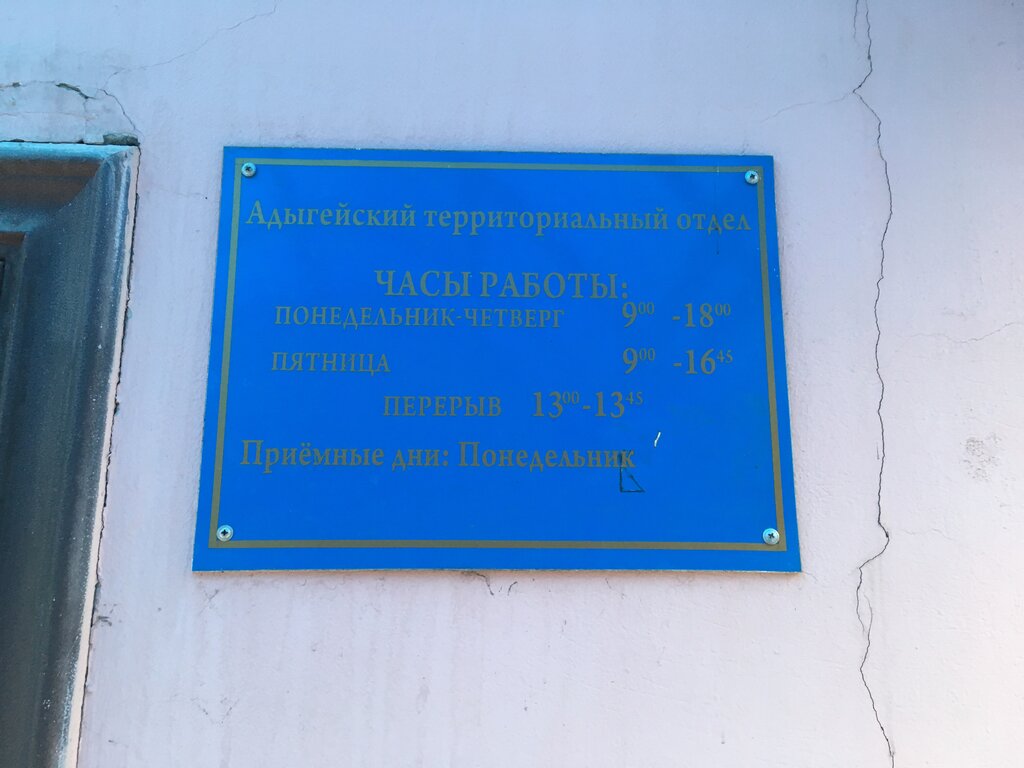 Адыгейский территориальный отдел
ЧАСЫ РАБОТЫ:
ПОНЕДЕЛЬНИК-ЧЕТВЕРГ 9⁰⁰ -18⁰⁰
ПЯТНИЦА 9⁰⁰ -16⁴⁵
ПЕРЕРЫВ 13⁰⁰-13⁴⁵
Приёмные дни: Понедельник